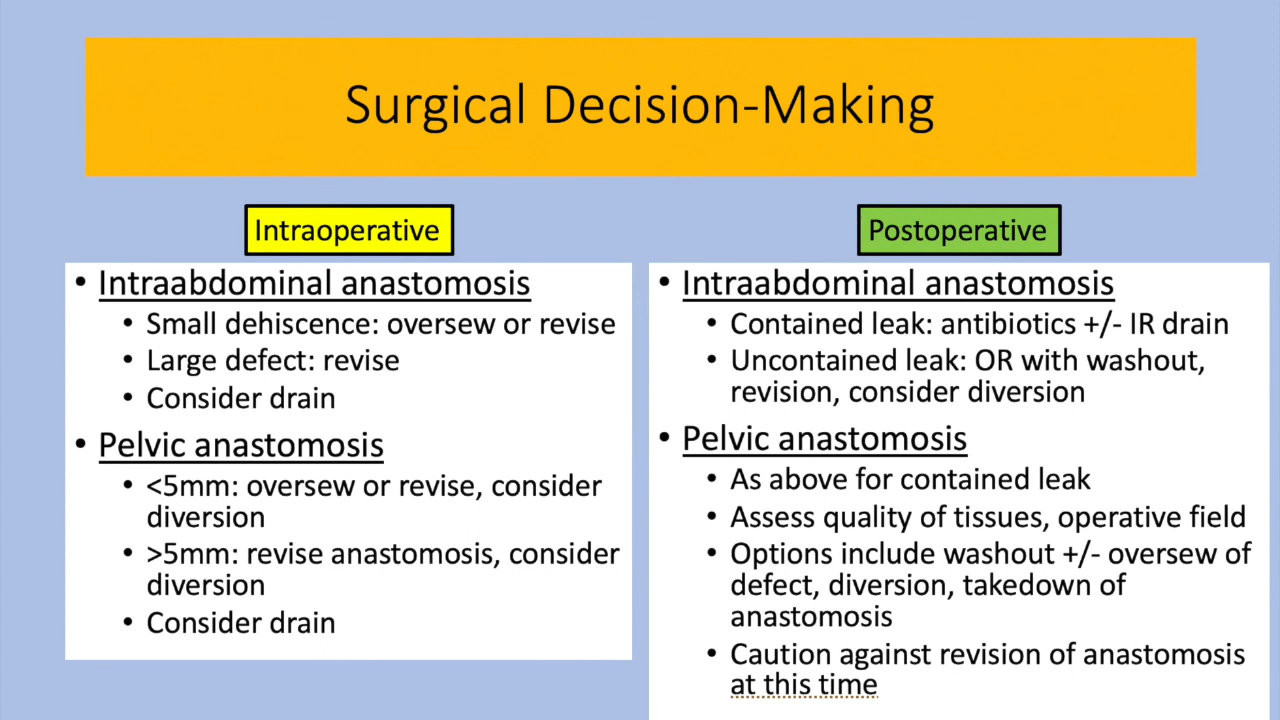 Surgical Decision-Making
Intraoperative
• Intraabdominal anastomosis
• Small dehiscence: oversew or revise
• Large defect: revise
• Consider drain
• Pelvic anastomosis
• <5mm: oversew or revise, consider
diversion
• >5mm: revise anastomosis, consider
diversion
• Consider drain
Postoperative
• Intraabdominal anastomosis
• Contained leak: antibiotics +/- IR drain
• Uncontained leak: OR with washout,
revision, consider diversion
• Pelvic anastomosis
• As above for contained leak
• Assess quality of tissues, operative field
• Options include washout +/- oversew of
defect, diversion, takedown of
anastomosis
• Caution against revision of anastomosis
at this time